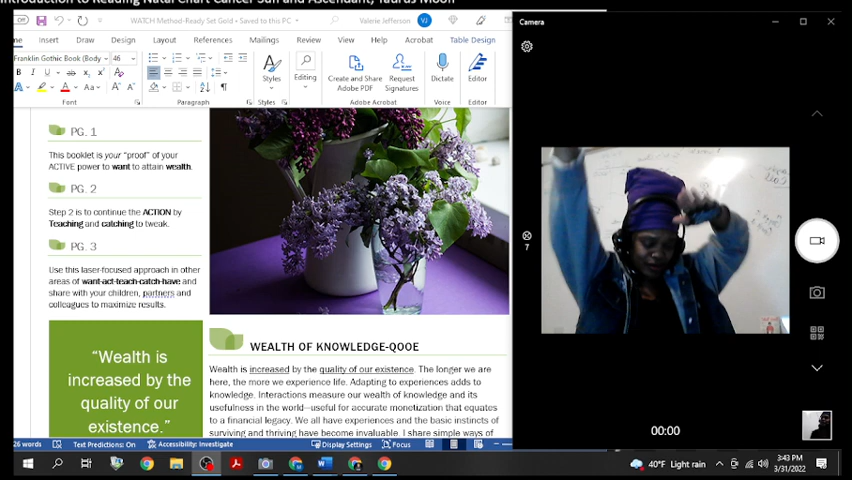 Introduction to Reading Natal Chart Cancer Sun and Ascendant, Taurus Moon
Off
WATCH Method-Ready Set Gold • Saved to this PC
Valerie Jefferson
VJ
me
Insert
Draw
Design
Layout
References
Mailings
Review
View
Help
Acrobat
Table Design
Franklin Gothic Book (Body
46
Styles
Editing
Create and Share
Adobe PDF
Request
Signatures
Dictate
Editor
Font
Paragraph
Styles
Adobe Acrobat
Voice
Editor
PG. 1
This booklet is your “proof” of your
ACTIVE power to want to attain wealth.
PG. 2
Step 2 is to continue the ACTION by
Teaching and catching to tweak.
PG. 3
Use this laser-focused approach in other
areas of want-act-teach-catch-have and
share with your children, partners and
colleagues to maximize results.
“Wealth is
increased by the
quality of our
existence.”
WEALTH OF KNOWLEDGE-QOOE
Wealth is increased by the quality of our existence. The longer we are
here, the more we experience life. Adapting to experiences adds to
knowledge. Interactions measure our wealth of knowledge and its
usefulness in the world—useful for accurate monetization that equates
to a financial legacy. We all have experiences and the basic instincts of
surviving and thriving have become invaluable. I share simple ways of
26 words
Text Predictions: On
Accessibility: Investigate
Display Settings
Focus
Camera
7
00:00
40°F Light rain
3:43 PM
3/31/2022